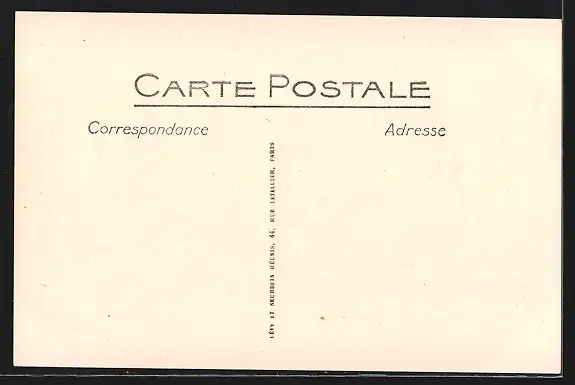 CARTE POSTALE
Correspondance
Adresse
LÉVY ET NEURDEIN RÉUNIS, 44, RUE LETELLIER, PARIS